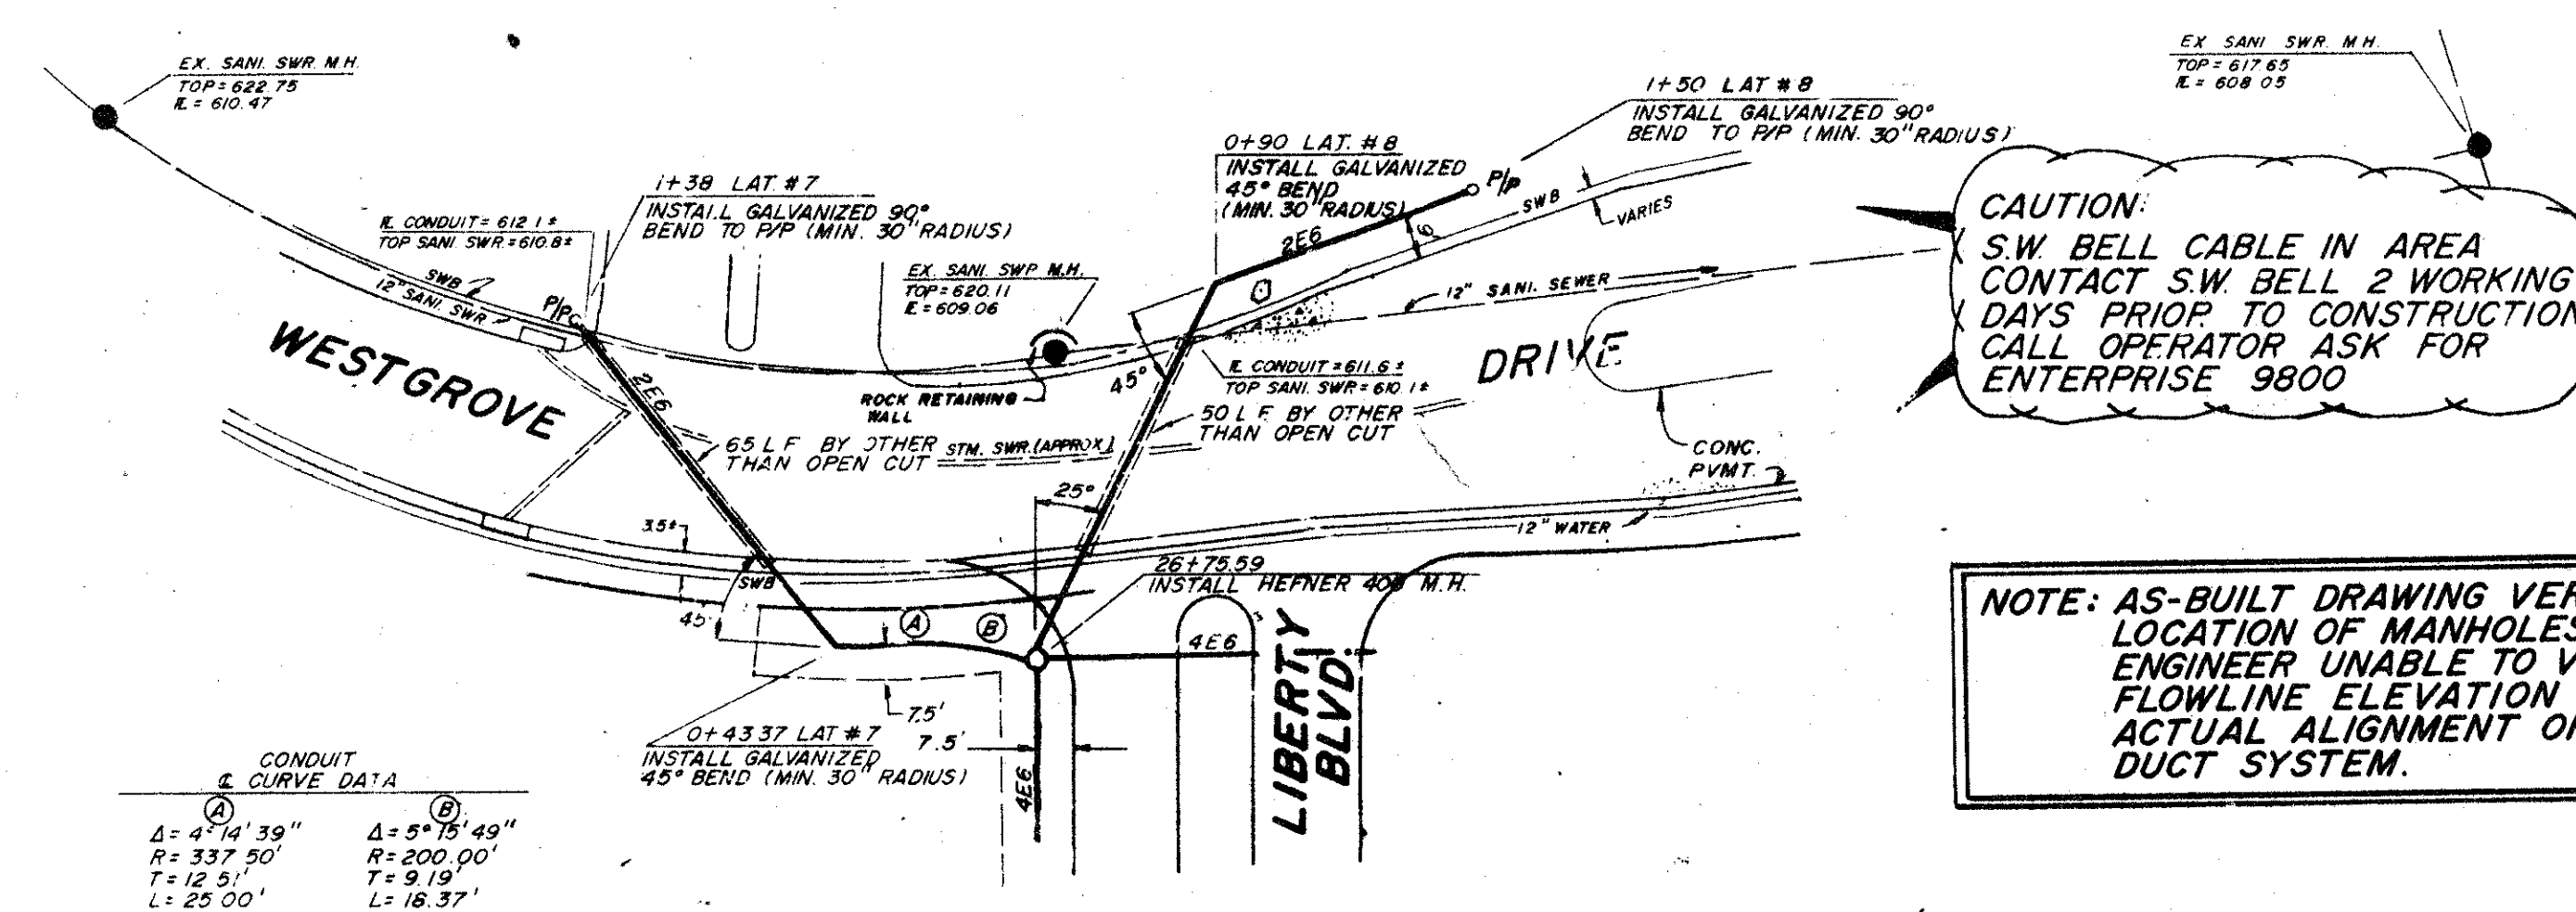 EX. SANI. SWR. M.H.
TOP = 622.75
℄ = 610.47
EX SANI SWR. M H.
TOP = 617.65
℄ = 608 05
1+50 LAT # 8
INSTALL GALVANIZED 90°
BEND TO P/P (MIN. 30" RADIUS)
0+90 LAT. # 8
INSTALL GALVANIZED
45° BEND
(MIN. 30" RADIUS)
P/P
SWB
VARIES
2E6
6'
1+38 LAT. # 7
INSTALL GALVANIZED 90°
BEND TO P/P (MIN. 30" RADIUS)
℄ CONDUIT = 612.1 ±
TOP SANI. SWR = 610.8 ±
SWB
12" SANI. SWR
P/P
EX. SANI. SWP M.H.
TOP = 620.11
℄ = 609.06
12" SANI. SEWER
WESTGROVE
DRIVE
2E6
45°
℄ CONDUIT = 611.6 ±
TOP SANI. SWR = 610.1 ±
ROCK RETAINING
WALL
65 L F BY OTHER
THAN OPEN CUT
STM. SWR. (APPROX.)
50 L F BY OTHER
THAN OPEN CUT
CONC.
PVMT.
25°
3.5±
12" WATER
SWB
45°
26+75.59
INSTALL HEFNER 406 M.H.
A
B
4E6
LIBERTY
BLVD.
7.5'
7.5'
4E6
0+43 37 LAT # 7
INSTALL GALVANIZED
45° BEND (MIN. 30" RADIUS)
CAUTION:
S.W. BELL CABLE IN AREA
CONTACT S.W. BELL 2 WORKING
DAYS PRIOR TO CONSTRUCTION
CALL OPERATOR ASK FOR
ENTERPRISE 9800
NOTE: AS-BUILT DRAWING VER
LOCATION OF MANHOLES
ENGINEER UNABLE TO V
FLOWLINE ELEVATION
ACTUAL ALIGNMENT O
DUCT SYSTEM.
CONDUIT
℄ CURVE DATA
A
Δ = 4° 14' 39"
R = 337 50'
T = 12 51'
L = 25 00'
B
Δ = 5° 15' 49"
R = 200.00'
T = 9.19'
L = 18.37'